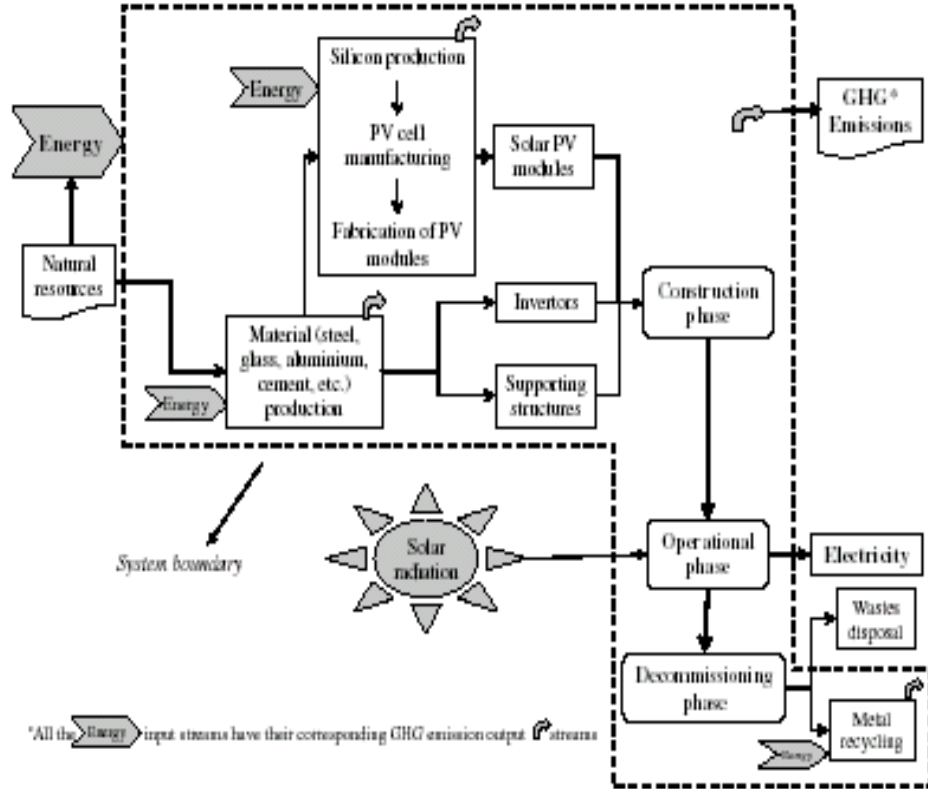 Silicon production
Energy
PV cell
manufacturing
Fabrication of PV
modules
Solar PV
modules
GHG*
Emissions
Energy
Natural
resources
Material (steel,
glass, aluminium,
cement, etc.)
production
Energy
Invertors
Supporting
structures
Construction
phase
System boundary
Solar
radiation
Operational
phase
Electricity
Wastes
disposal
Decommissioning
phase
Metal
recycling
Energy
*All the Energy input streams have their corresponding GHG emission output streams